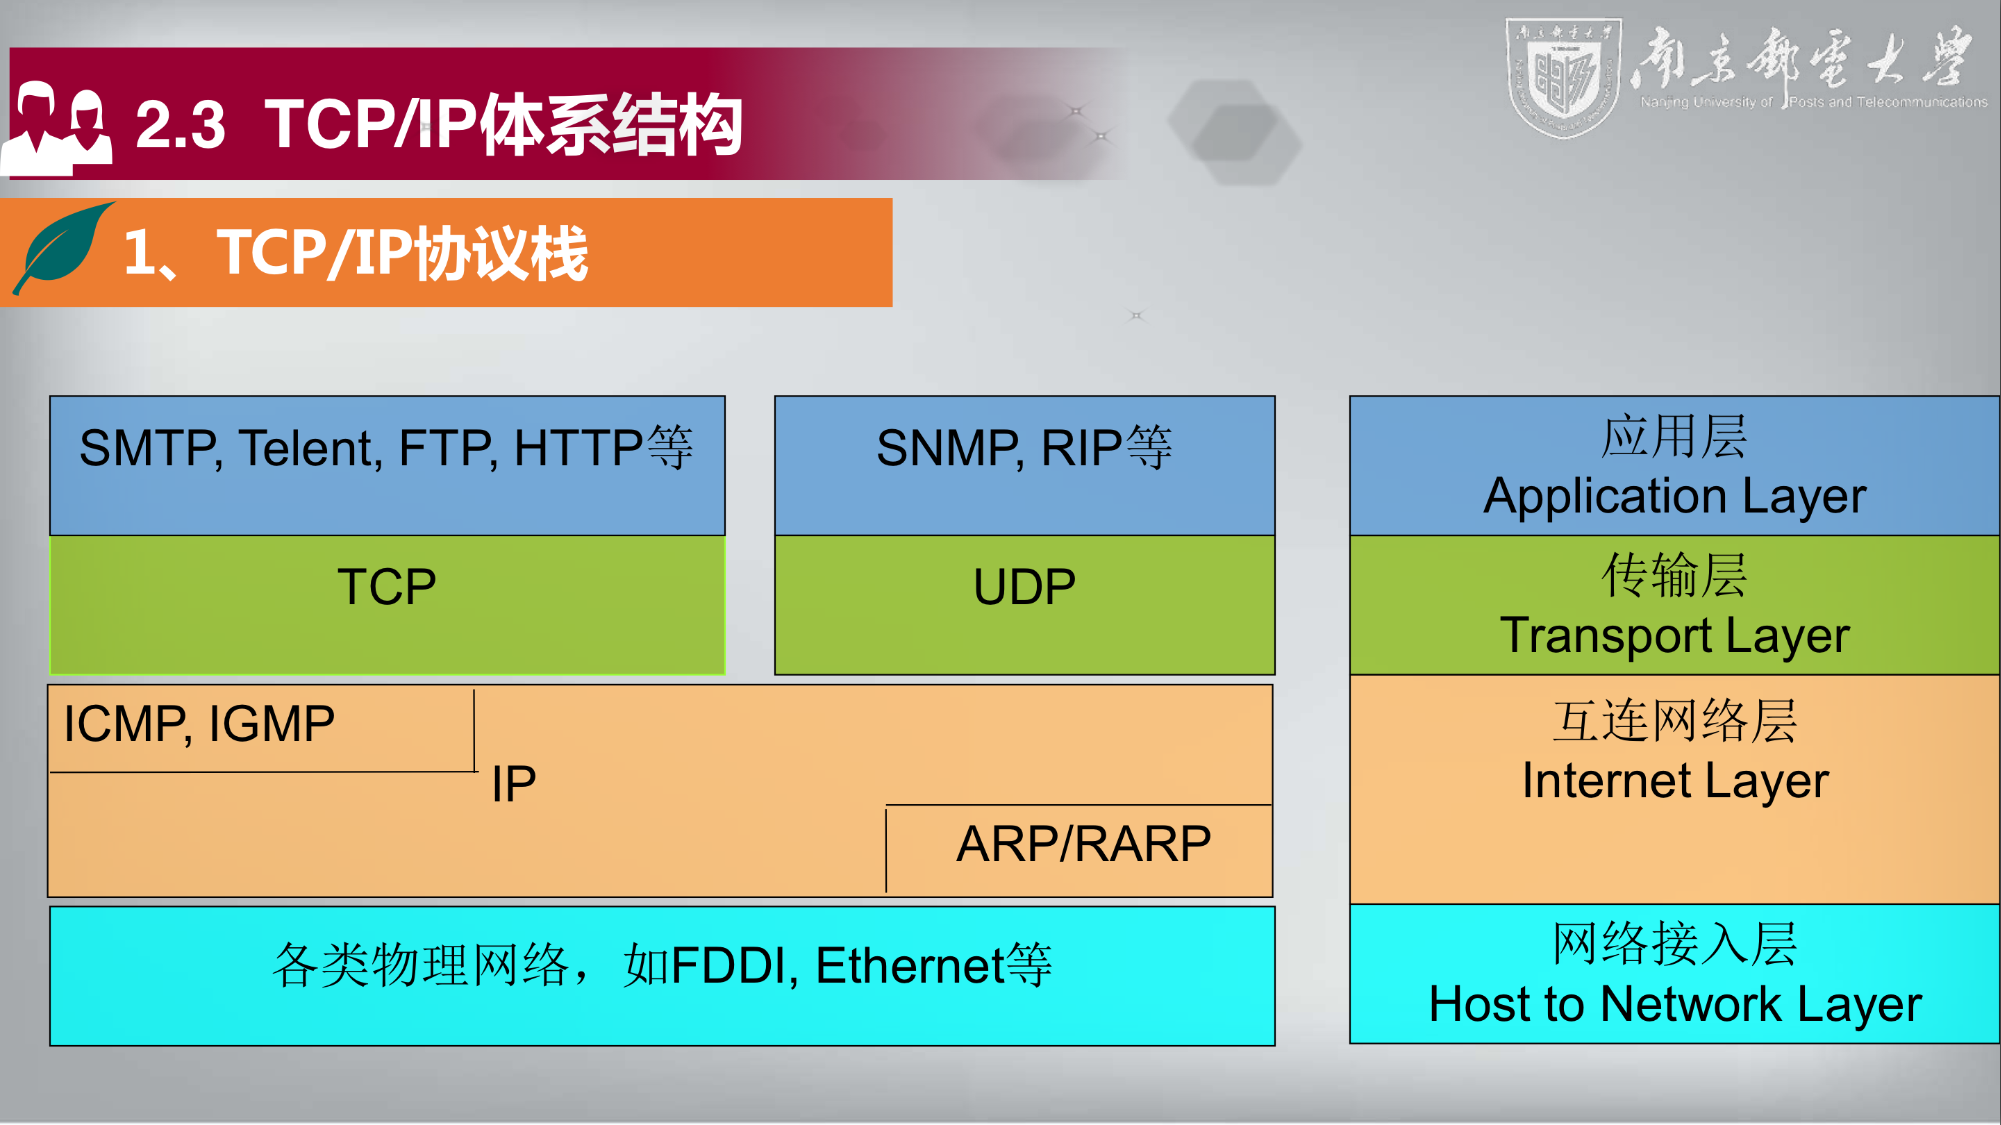 南京邮电大学
Nanjing University of Posts and Telecommunications
2.3 TCP/IP体系结构
1、TCP/IP协议栈
SMTP, Telent, FTP, HTTP等
SNMP, RIP等
应用层
Application Layer
TCP
UDP
传输层
Transport Layer
ICMP, IGMP
IP
ARP/RARP
互连网络层
Internet Layer
各类物理网络，如FDDI, Ethernet等
网络接入层
Host to Network Layer